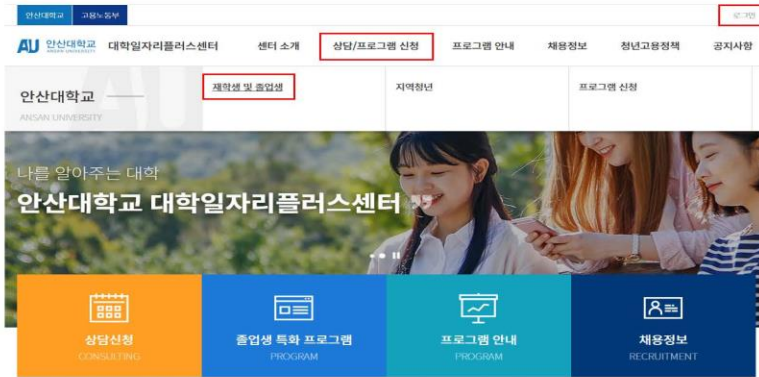 안산대학교 고용노동부 로그인
AU 안산대학교 ANSAN UNIVERSITY 대학일자리플러스센터 센터 소개 상담/프로그램 신청 프로그램 안내 채용정보 청년고용정책 공지사항
재학생 및 졸업생 지역청년 프로그램 신청
안산대학교
ANSAN UNIVERSITY
나를 알아주는 대학
안산대학교 대학일자리플러스센터
상담신청 졸업생 특화 프로그램 프로그램 안내 채용정보
CONSULTING PROGRAM PROGRAM RECRUITMENT